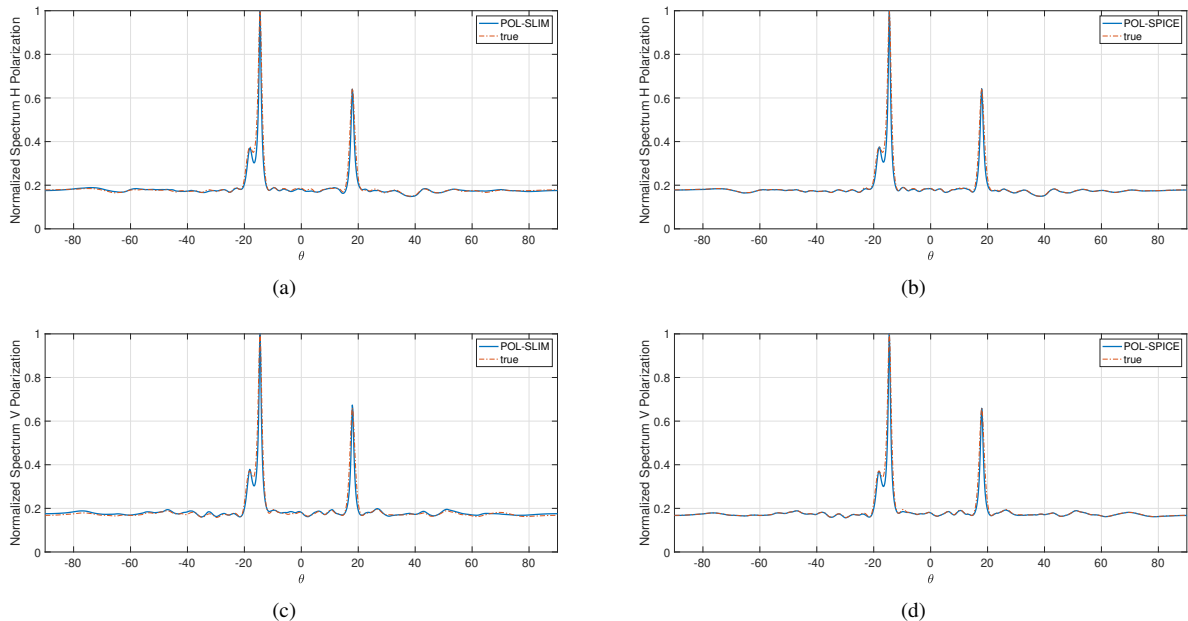 Normalized Spectrum H Polarization
1
0.8
0.6
0.4
0.2
0
-80 -60 -40 -20 0 20 40 60 80
θ
POL-SLIM
true
(a)
Normalized Spectrum H Polarization
1
0.8
0.6
0.4
0.2
0
-80 -60 -40 -20 0 20 40 60 80
θ
POL-SPICE
true
(b)
Normalized Spectrum V Polarization
1
0.8
0.6
0.4
0.2
0
-80 -60 -40 -20 0 20 40 60 80
θ
POL-SLIM
true
(c)
Normalized Spectrum V Polarization
1
0.8
0.6
0.4
0.2
0
-80 -60 -40 -20 0 20 40 60 80
θ
POL-SPICE
true
(d)